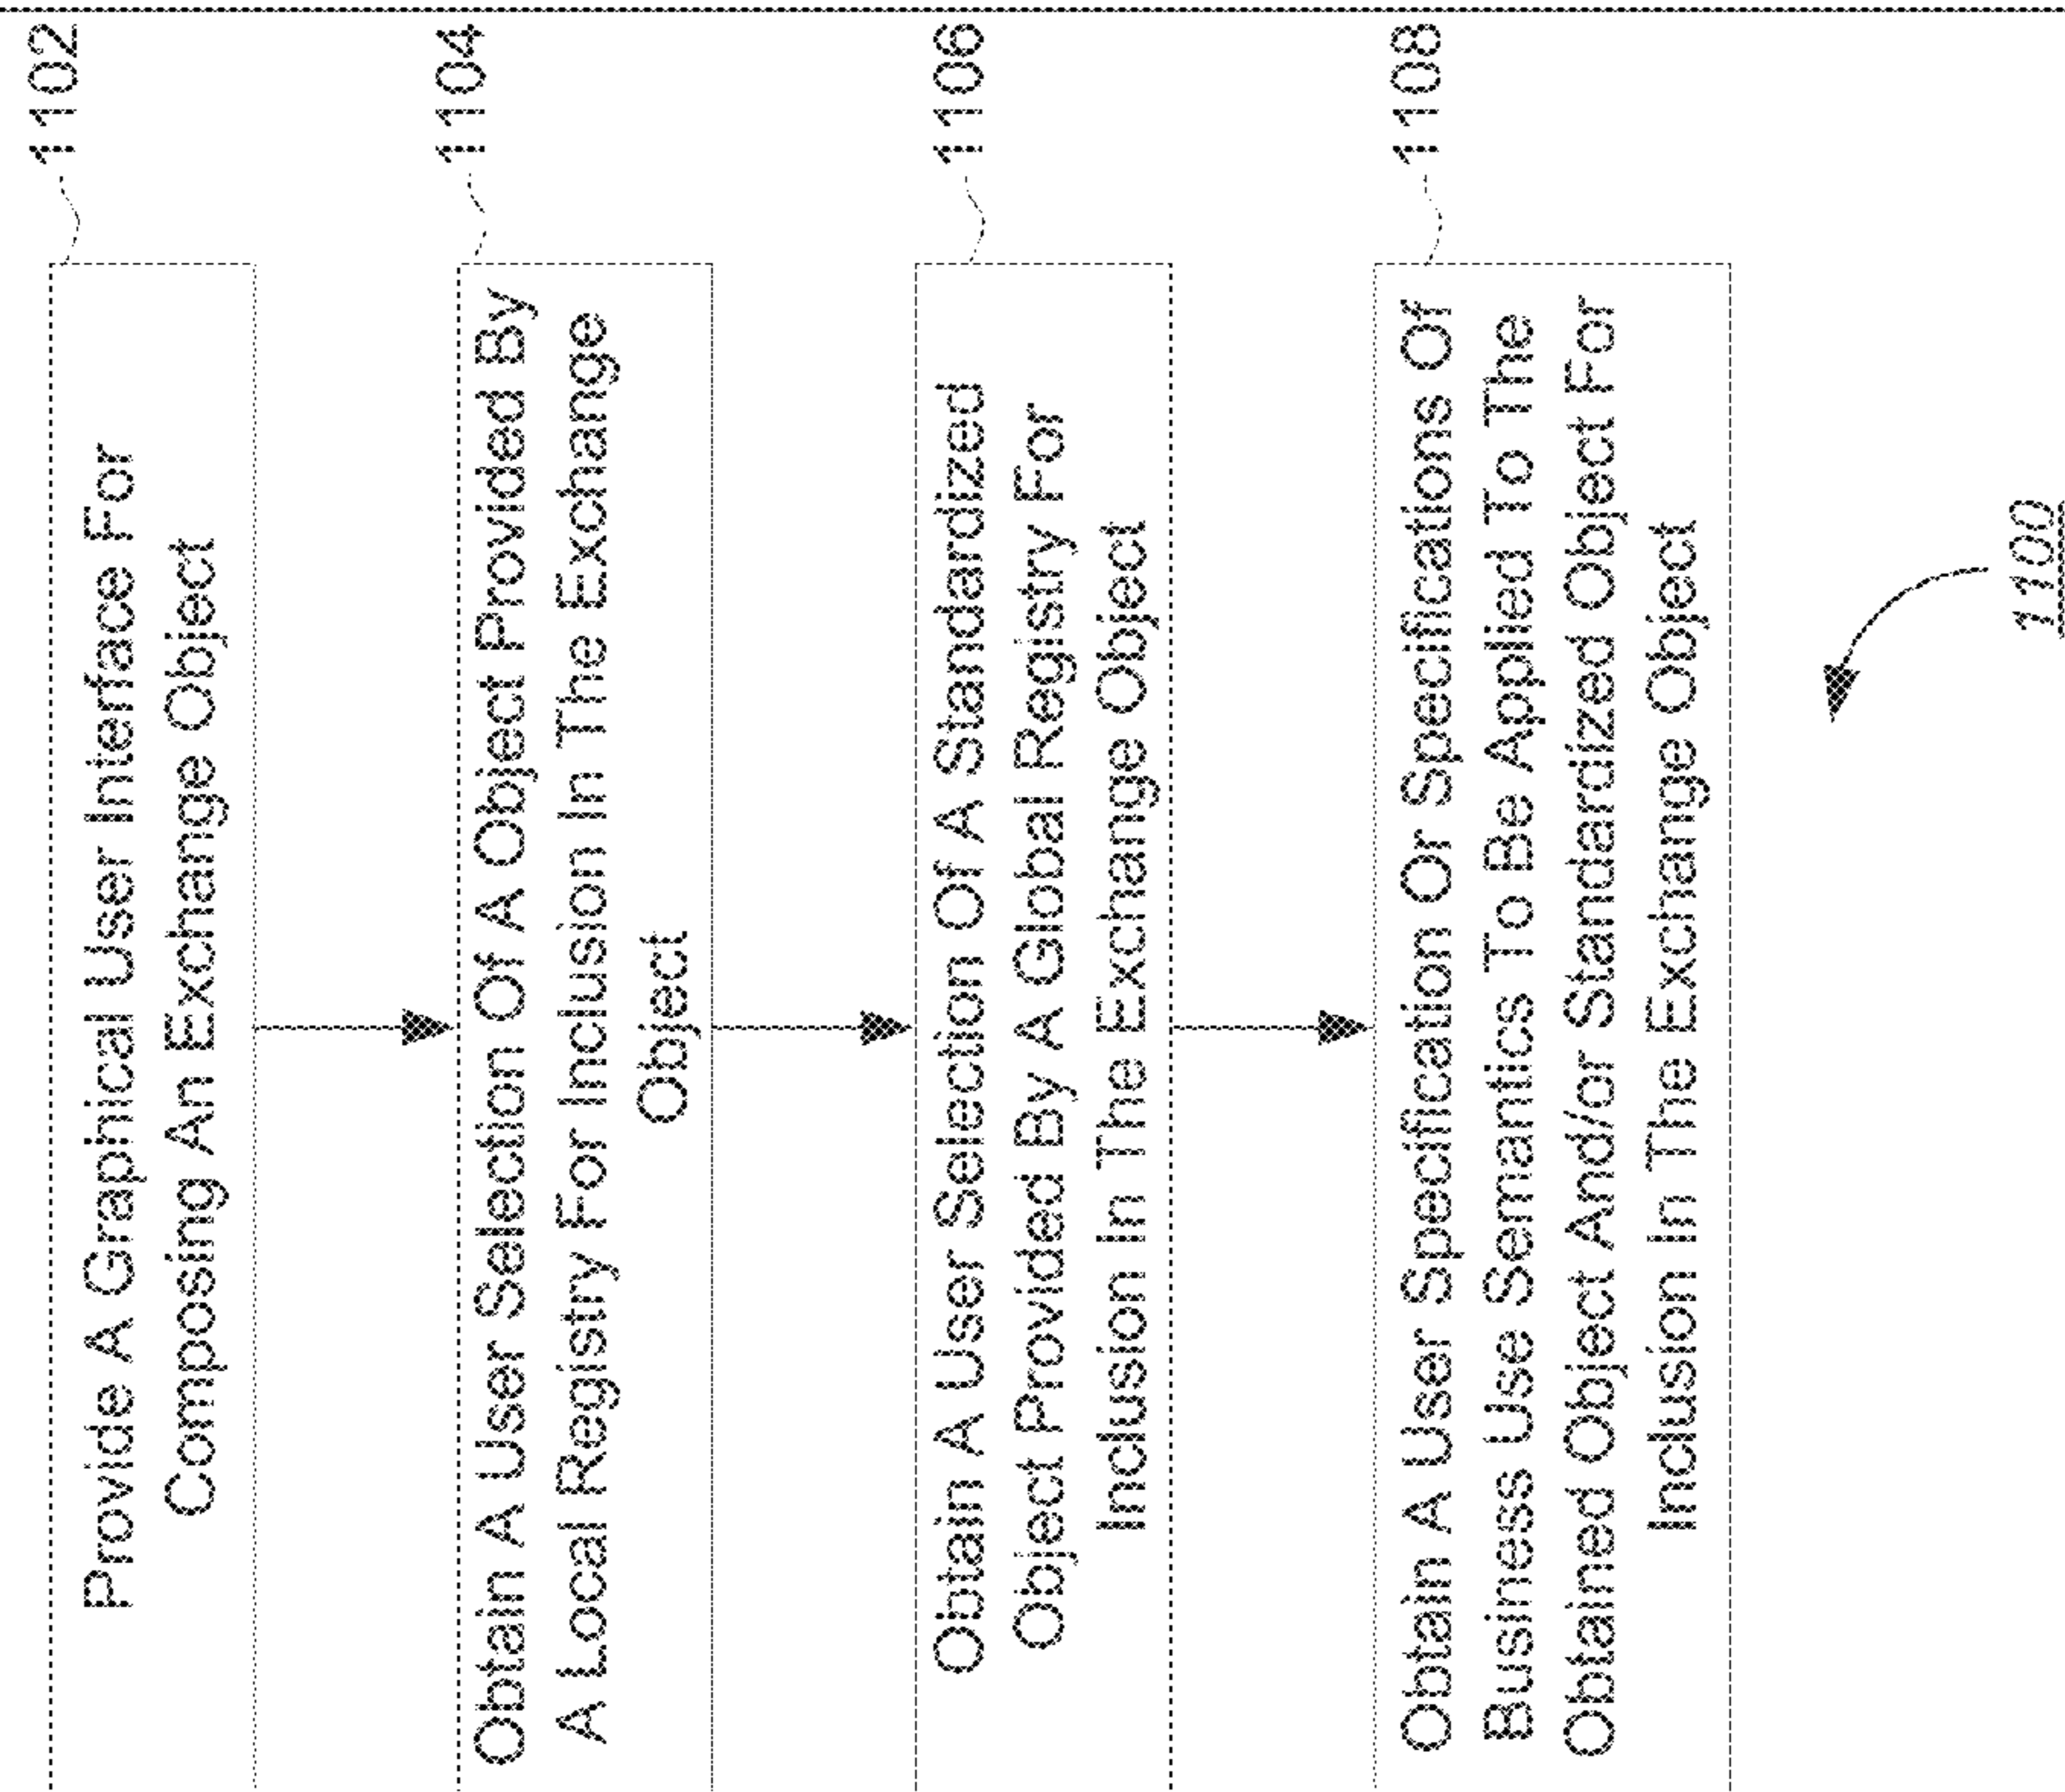 1102
Provide A Graphical User Interface For
Composing An Exchange Object
1104
Obtain A User Selection Of A Object Provided By
A Local Registry For Inclusion In The Exchange
Object
1106
Obtain A User Selection Of A Standardized
Object Provided By A Global Registry For
Inclusion In The Exchange Object
1108
Obtain A User Specification Or Specifications Of
Business Use Semantics To Be Applied To The
Obtained Object And/or Standardized Object For
Inclusion In The Exchange Object
1100